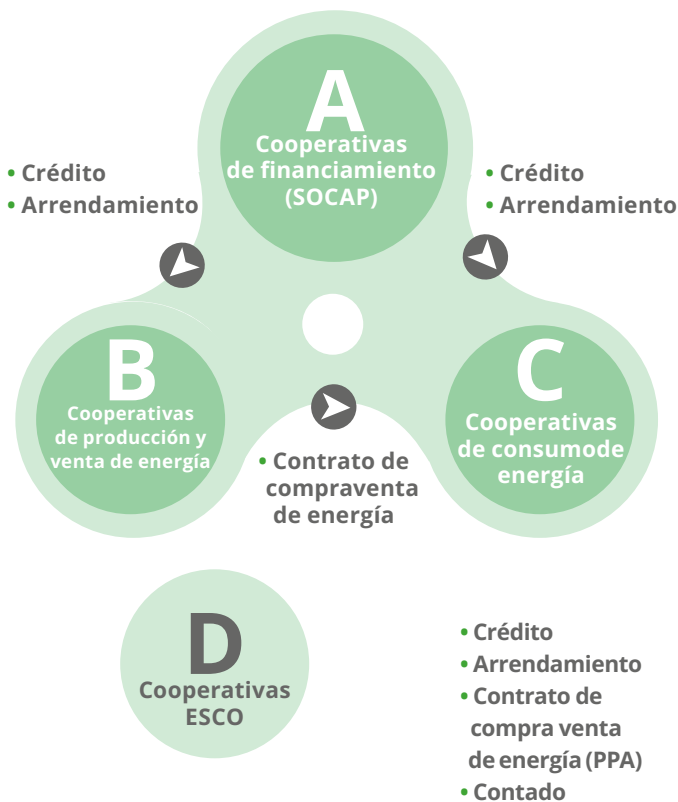 A
Cooperativas
de financiamiento
(SOCAP)
• Crédito
• Arrendamiento
• Crédito
• Arrendamiento
B
Cooperativas
de producción y
venta de energía
C
Cooperativas
de consumode
energía
• Contrato de
compraventa
de energía
D
Cooperativas
ESCO
• Crédito
• Arrendamiento
• Contrato de
compra venta
de energía (PPA)
• Contado